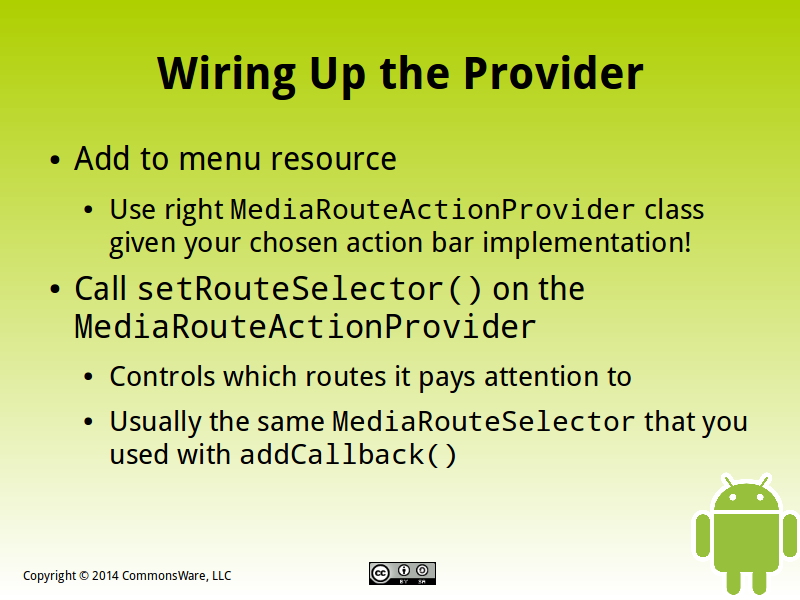 Wiring Up the Provider
• Add to menu resource
• Use right MediaRouteActionProvider class
given your chosen action bar implementation!
• Call setRouteSelector() on the
MediaRouteActionProvider
• Controls which routes it pays attention to
• Usually the same MediaRouteSelector that you
used with addCallback()
Copyright © 2014 CommonsWare, LLC
cc BY SA